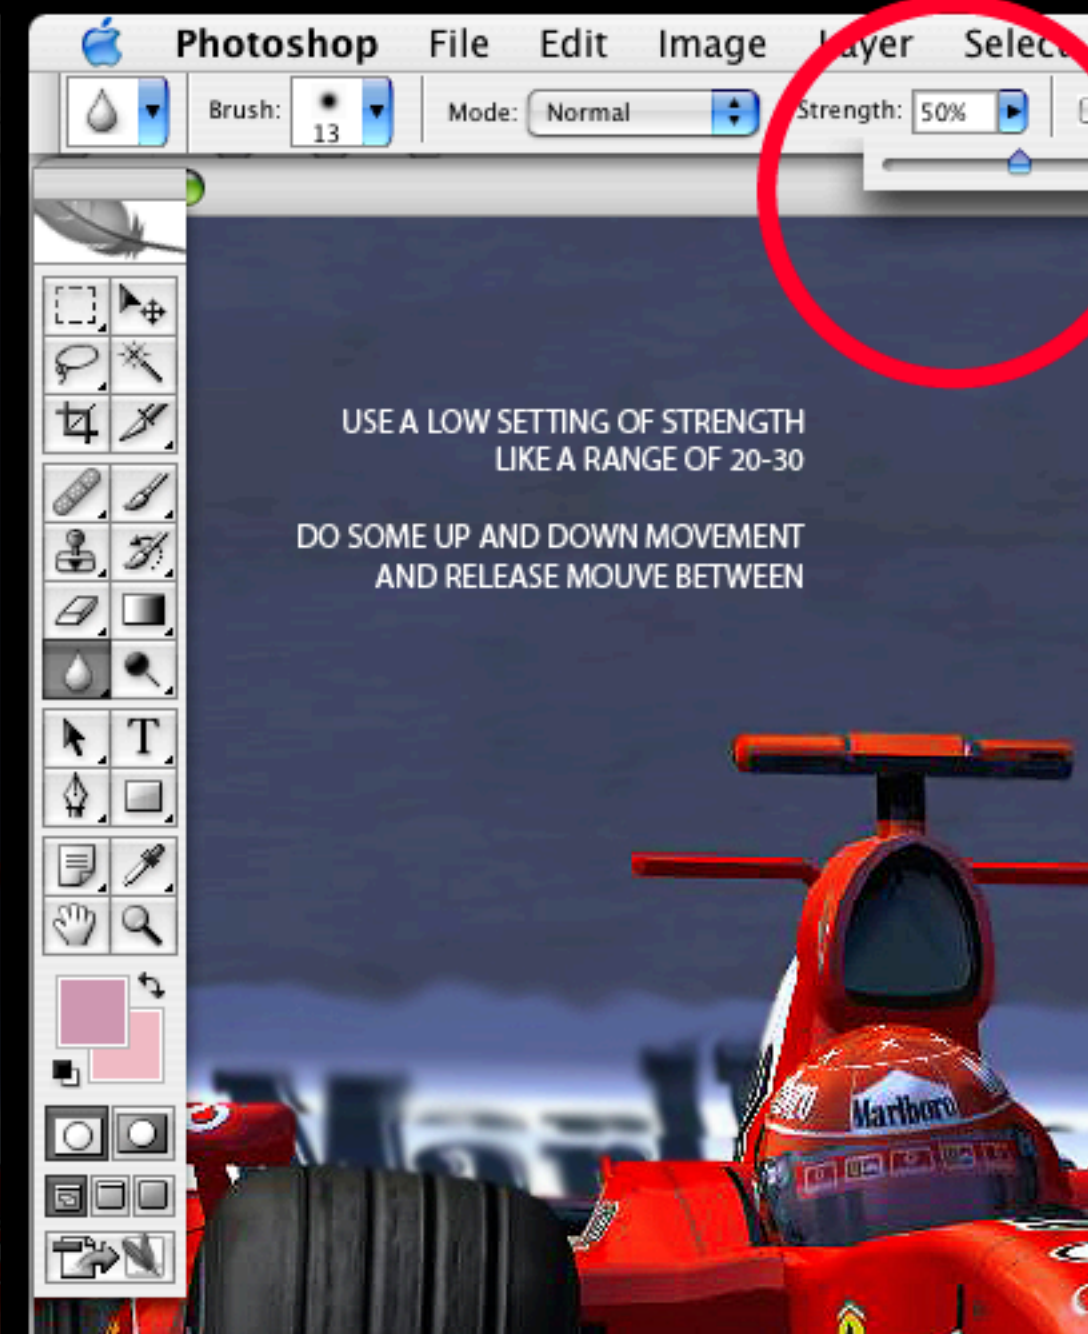 Photoshop File Edit Image Layer Select
Brush: 13 Mode: Normal Strength: 50%
USE A LOW SETTING OF STRENGTH
LIKE A RANGE OF 20-30
DO SOME UP AND DOWN MOVEMENT
AND RELEASE MOUVE BETWEEN
T
Marlboro